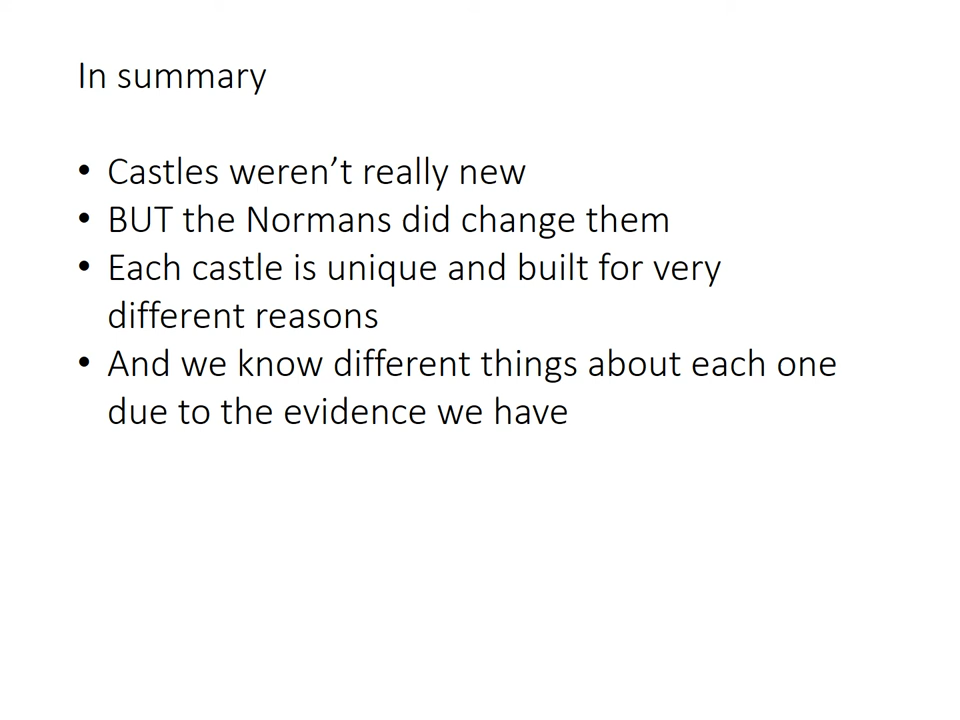 In summary
• Castles weren’t really new
• BUT the Normans did change them
• Each castle is unique and built for very
different reasons
• And we know different things about each one
due to the evidence we have